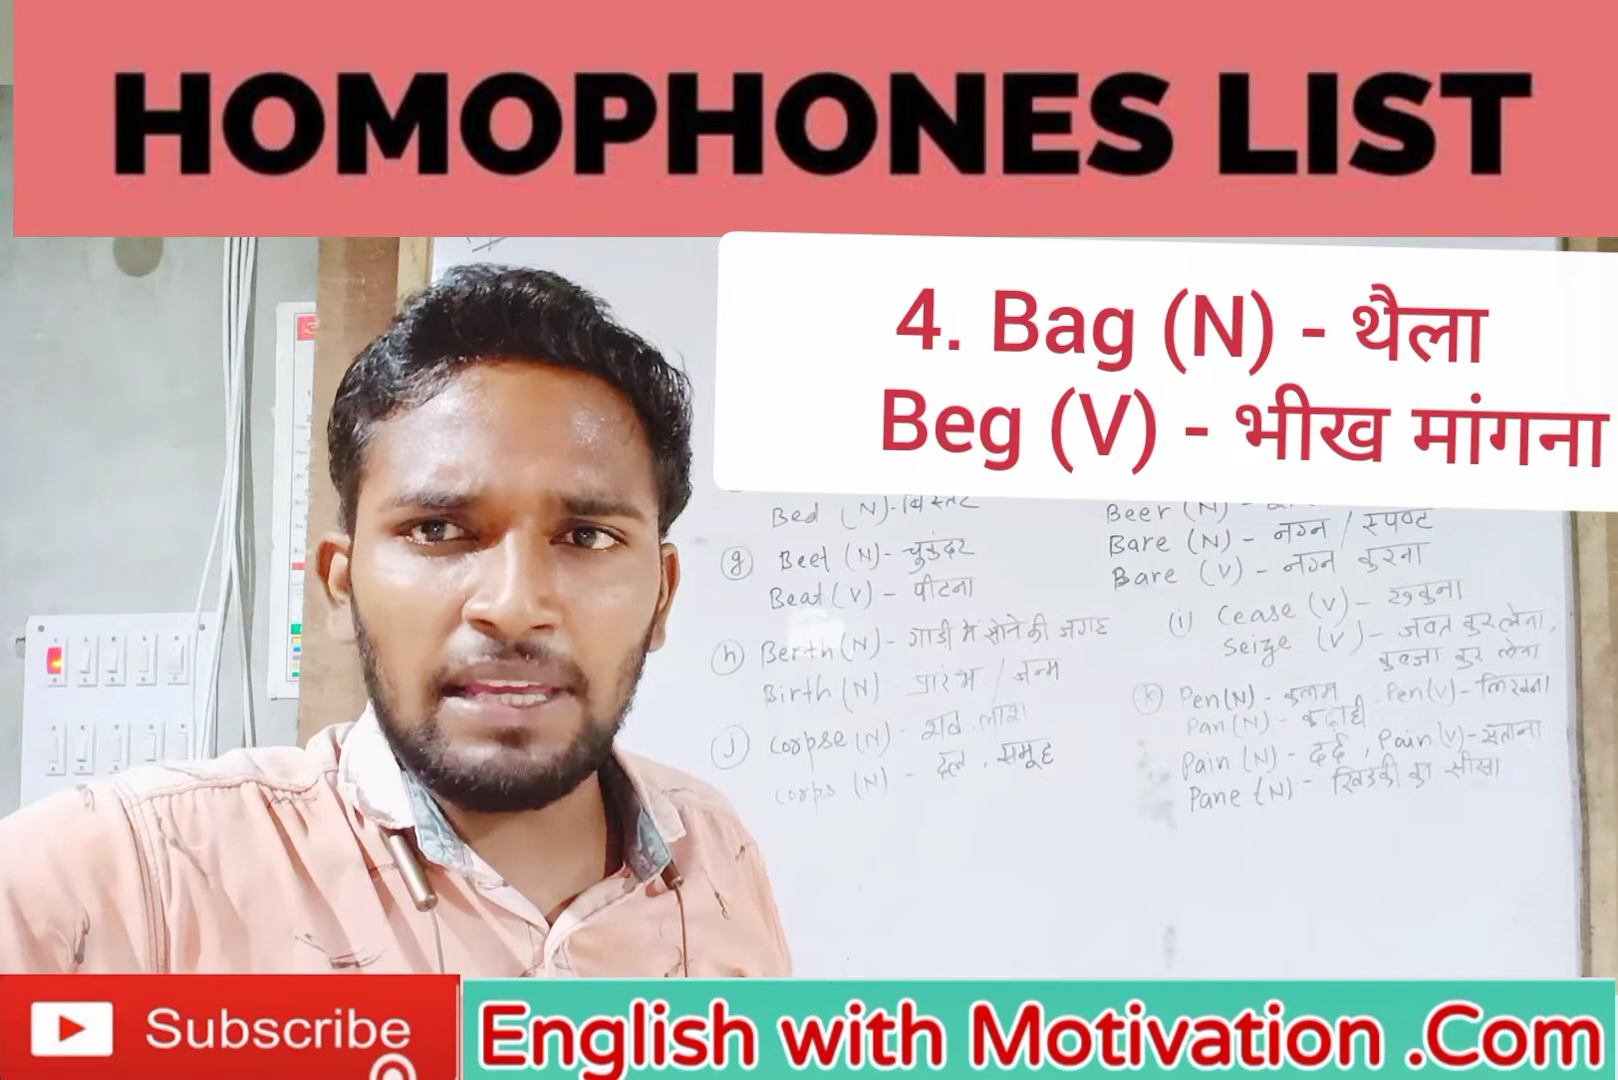 HOMOPHONES LIST
4. Bag (N) - थैला
Beg (V) - भीख मांगना
Bed (N) - बिस्तर
(g) Beet (N) - चुकुंदर
Beat (V) - पीटना
(h) Berth (N) - गाडी में सोने की जगह
Birth (N) - प्रारंभ / जन्म
(j) Corpse (N) - शव, लाश
Corps (N) - दल, समूह
Beer (N) -
Bare (N) - नग्न / स्पष्ट
Bare (V) - नग्न करना
(i) Cease (V) - रुकना
Seize (V) - जब्त कर लेना,
कब्जा कर लेना
(k) Pen (N) - कलम Pen (V) - लिखना
Pan (N) - कढ़ाही
Pain (N) - दर्द, Pain (V) - सताना
Pane (N) - खिडकी का सीसा
Subscribe
English with Motivation .Com